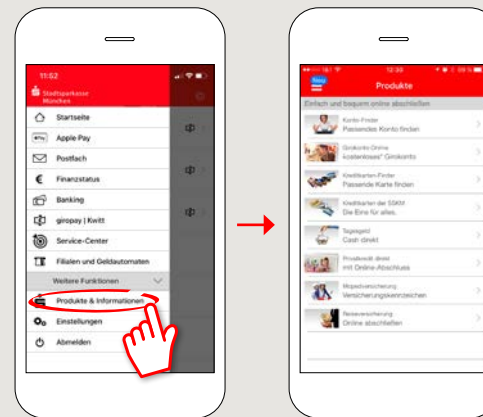 11:52
Stadtsparkasse
München
Startseite
Apple Pay
Postfach
Finanzstatus
Banking
giropay | Kwitt
Service-Center
Filialen und Geldautomaten
Weitere Funktionen
Produkte & Informationen
Einstellungen
Abmelden
12:30
Neu
Produkte
Einfach und bequem online abschließen
Konto-Finder
Passendes Konto finden
Girokonto Online
kostenloses* Girokonto
Kreditkarten-Finder
Passende Karte finden
Kreditkarten der SSKM
Die Eine für alles.
Tagesgeld
Cash direkt
Privatkredit direkt
mit Online-Abschluss
Mopedversicherung
Versicherungskennzeichen
Reiseversicherung
Online abschließen